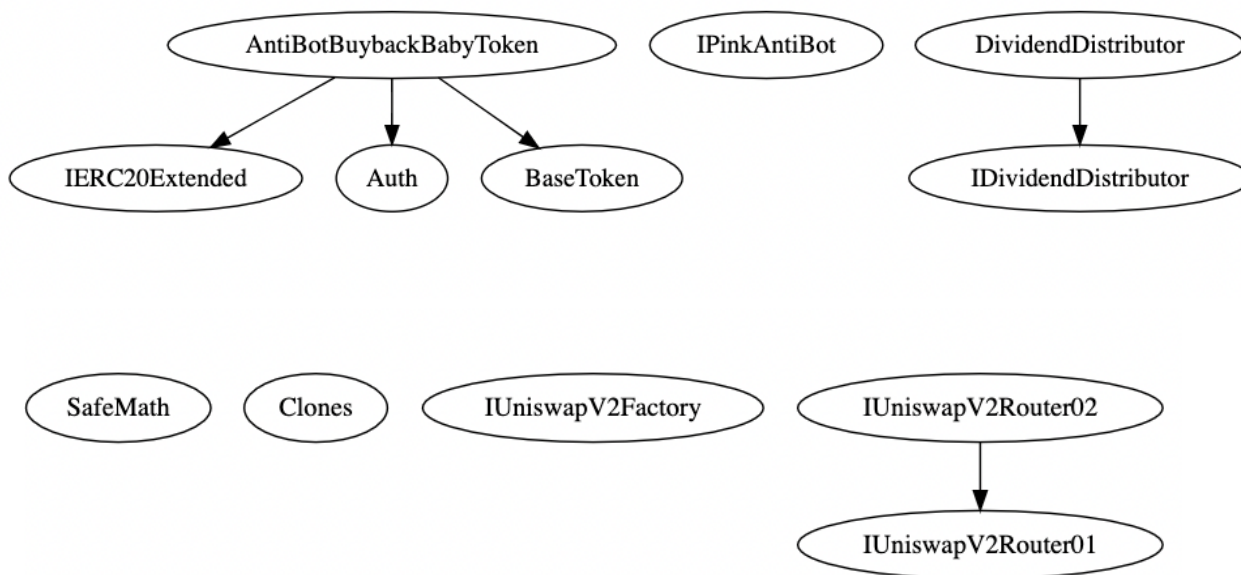 AntiBotBuybackBabyToken
IPinkAntiBot
DividendDistributor
IERC20Extended
Auth
BaseToken
IDividendDistributor
SafeMath
Clones
IUniswapV2Factory
IUniswapV2Router02
IUniswapV2Router01